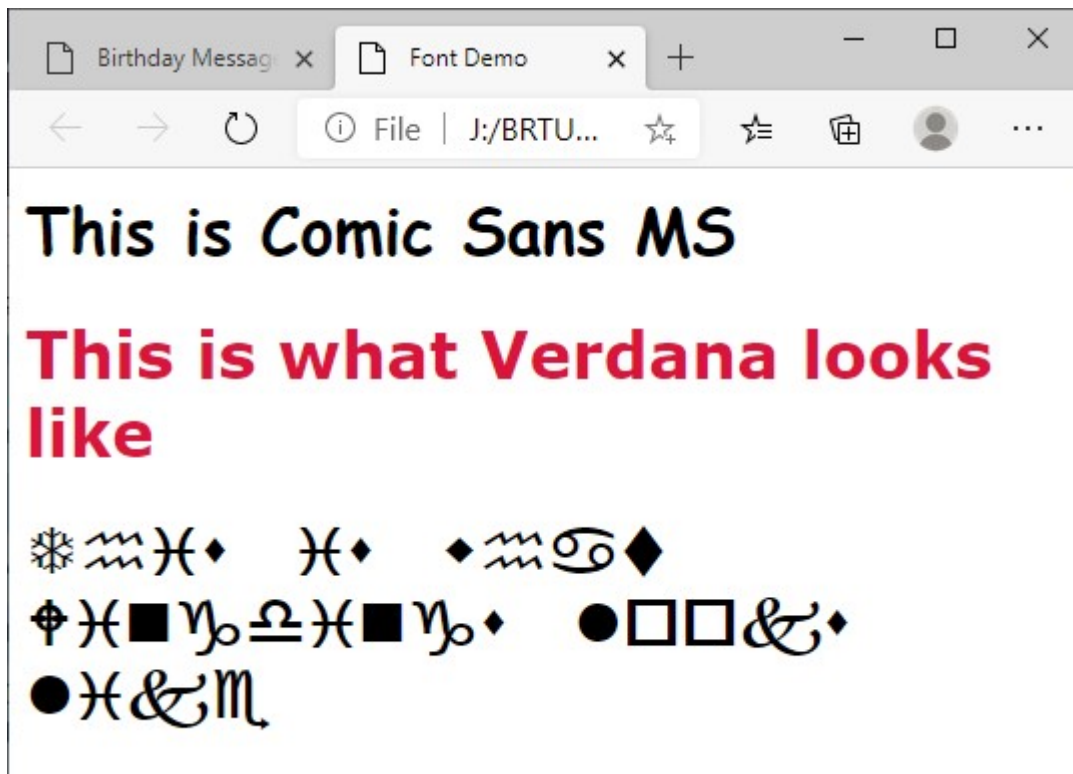 Birthday Messag
Font Demo
File | J:/BRTU...
This is Comic Sans MS
This is what Verdana looks
like
❄♒♓⬧ ♓⬧ ⬥♒♋⧫
🕈♓■♑♎♓■♑⬧ ●□□🙵⬧
●♓🙵♏